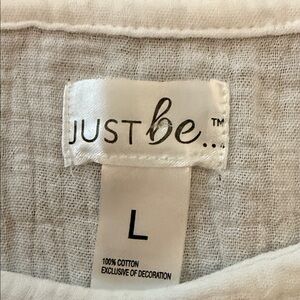 JUST be...™
L
100% COTTON
EXCLUSIVE OF DECORATION